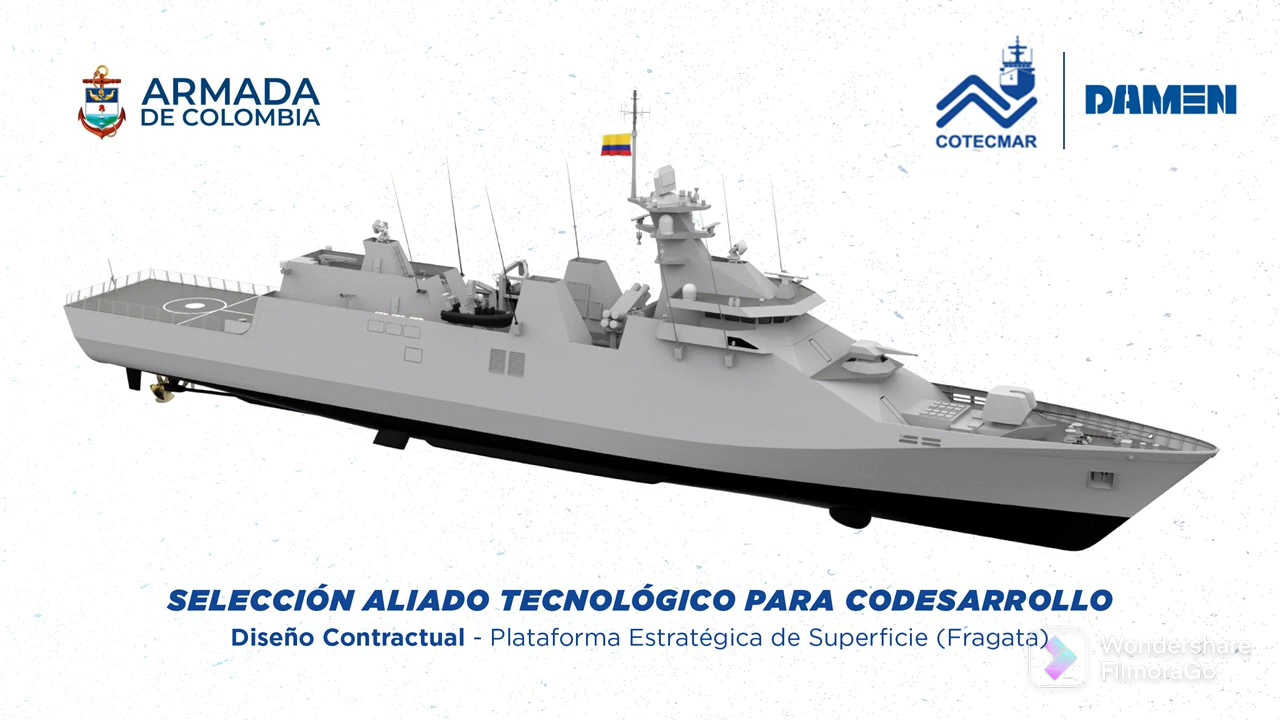 ARMADA
DE COLOMBIA
COTECMAR
DAMEN
SELECCIÓN ALIADO TECNOLÓGICO PARA CODESARROLLO
Diseño Contractual - Plataforma Estratégica de Superficie (Fragata)
Wondershare
FilmoraGo